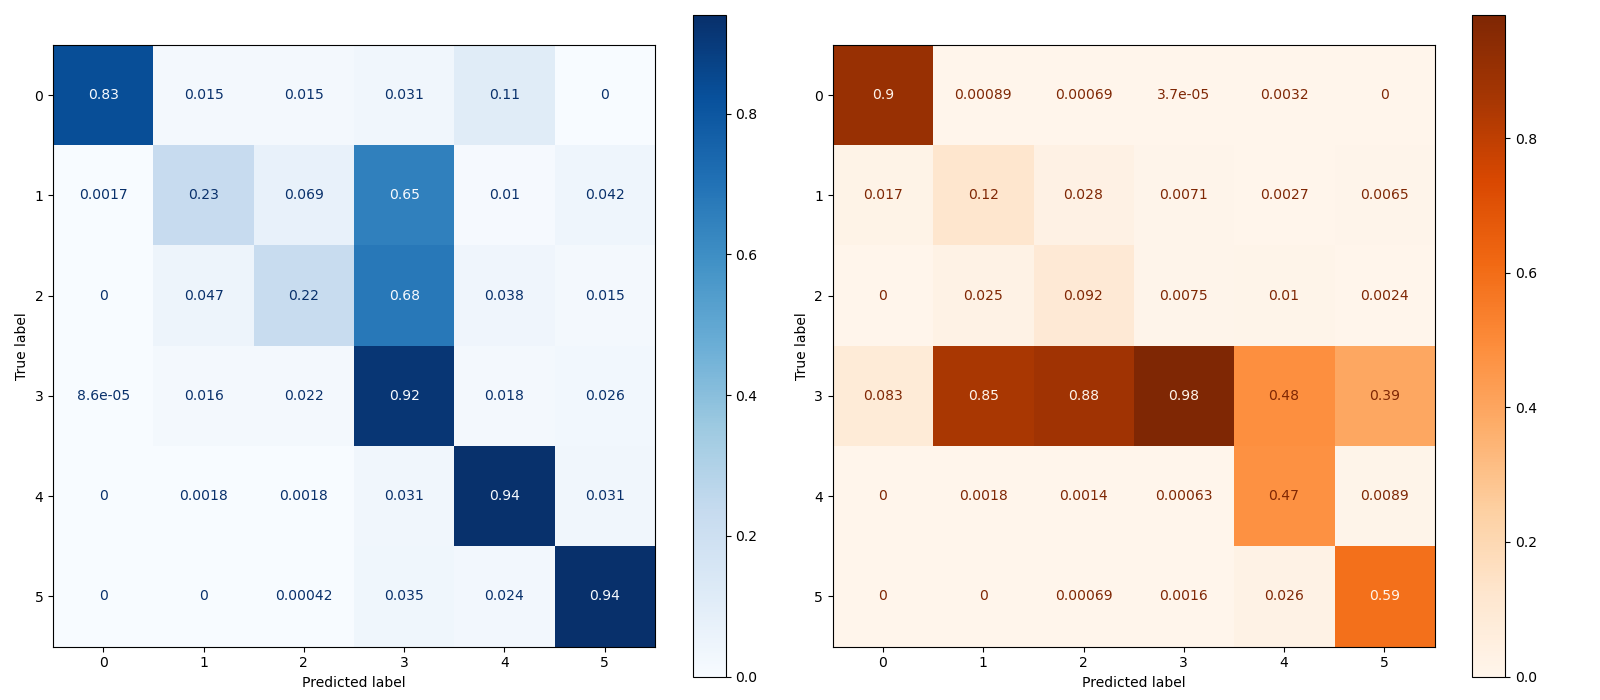 0 0.83 0.015 0.015 0.031 0.11 0
1 0.0017 0.23 0.069 0.65 0.01 0.042
2 0 0.047 0.22 0.68 0.038 0.015
3 8.6e-05 0.016 0.022 0.92 0.018 0.026
4 0 0.0018 0.0018 0.031 0.94 0.031
5 0 0 0.00042 0.035 0.024 0.94
0 1 2 3 4 5
True label
Predicted label
0.8
0.6
0.4
0.2
0.0
0 0.9 0.00089 0.00069 3.7e-05 0.0032 0
1 0.017 0.12 0.028 0.0071 0.0027 0.0065
2 0 0.025 0.092 0.0075 0.01 0.0024
3 0.083 0.85 0.88 0.98 0.48 0.39
4 0 0.0018 0.0014 0.00063 0.47 0.0089
5 0 0 0.00069 0.0016 0.026 0.59
0 1 2 3 4 5
True label
Predicted label
0.8
0.6
0.4
0.2
0.0